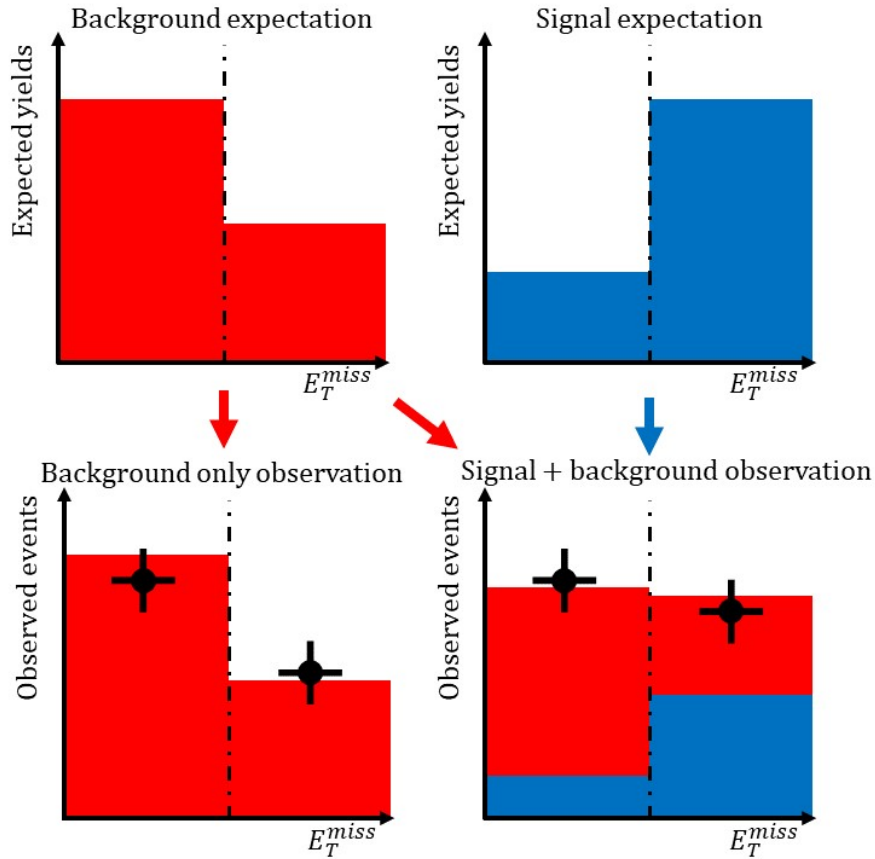 Background expectation
Signal expectation
Expected yields
Expected yields
E_T^{miss}
E_T^{miss}
Background only observation
Signal + background observation
Observed events
Observed events
E_T^{miss}
E_T^{miss}